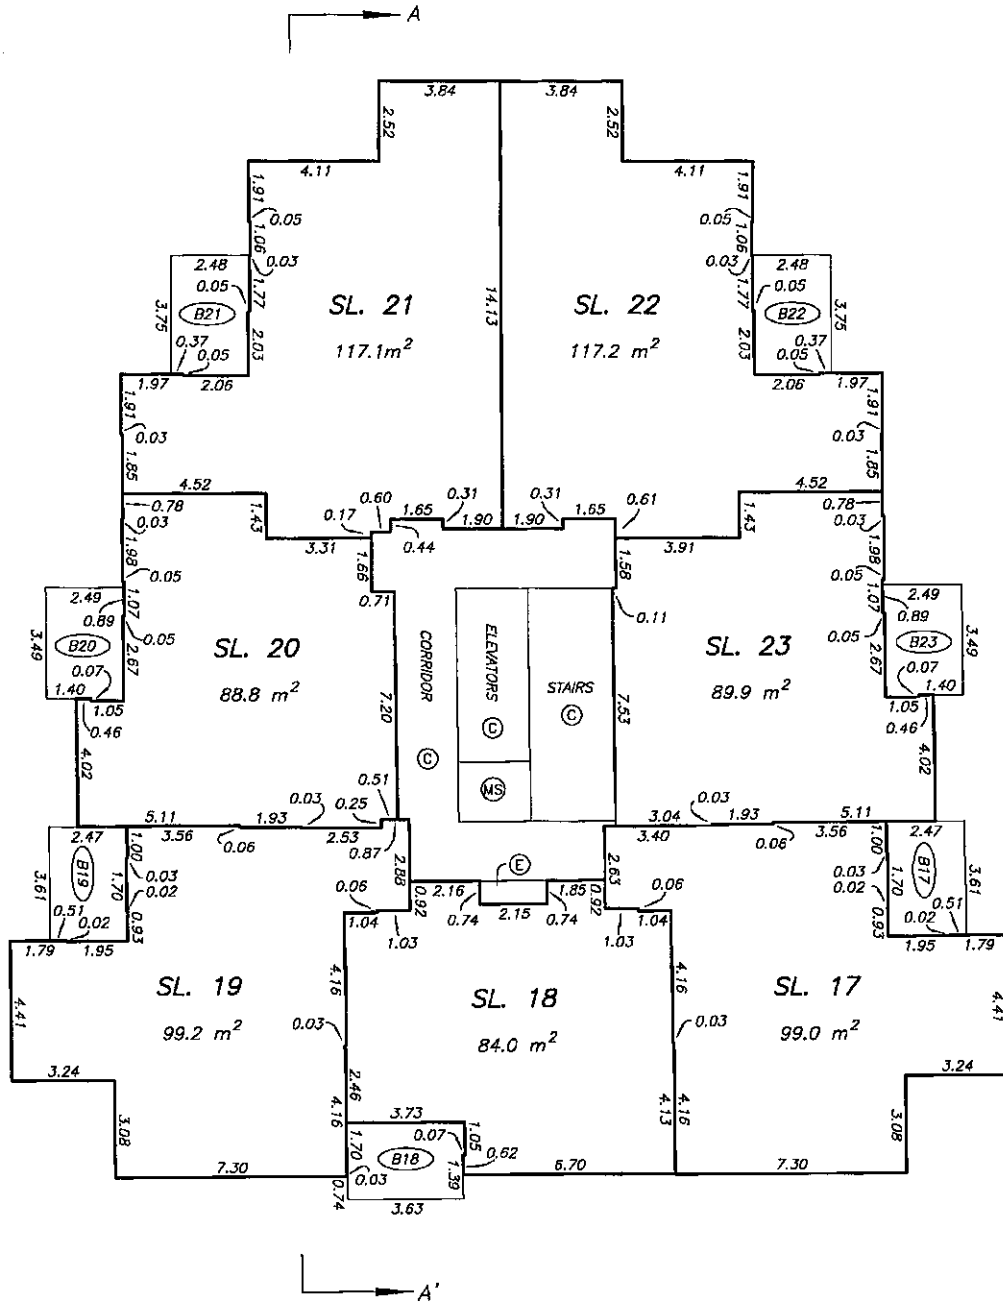 A
3.84 3.84
2.52 2.52
4.11 4.11
1.91 1.91
0.05 0.05
1.06 1.06
2.48 0.03 0.03 2.48
0.05 1.77 1.77 0.05
3.75 B21 SL. 21 14.13 SL. 22 B22 3.75
117.1m² 117.2 m²
0.37 0.05 2.03 2.03 0.05 0.37
1.97 2.06 2.06 1.97
1.91 1.91
0.03 0.03
1.85 1.85
4.52 4.52
0.78 0.60 1.65 0.31 0.31 1.65 0.61 0.78
0.03 1.43 0.17 1.90 1.90 1.43 0.03
1.98 3.31 0.44 3.91 1.98
0.05 1.66 1.58 0.05
2.49 1.07 0.71 0.11 1.07 2.49
0.89 0.89
3.49 B20 0.05 SL. 20 CORRIDOR ELEVATORS SL. 23 0.05 B23 3.49
0.07 2.67 88.8 m² STAIRS 89.9 m² 2.67 0.07
1.40 1.05 7.20 C C 7.53 1.05 1.40
0.46 0.46
4.02 C 4.02
0.51 MS
5.11 0.03 0.25 0.03 5.11
2.47 3.56 1.93 2.53 3.04 1.93 3.56 2.47
0.06 0.87 3.40 0.06
1.00 2.88 E 2.63 1.00
3.61 B19 0.03 0.03 B17 3.61
1.70 0.02 0.06 2.16 1.85 0.06 0.02 1.70
0.51 0.02 0.93 0.92 0.74 2.15 0.74 0.92 0.93 0.02 0.51
1.79 1.95 1.04 1.03 1.03 1.04 1.95 1.79
4.41 SL. 19 4.16 SL. 18 4.16 SL. 17 4.41
99.2 m² 0.03 84.0 m² 0.03 99.0 m²
3.24 2.46 3.24
4.16 3.73 4.13 4.16
3.08 1.70 0.07 1.05 3.08
B18 0.62
7.30 0.03 1.39 6.70 7.30
0.74 3.63
A'